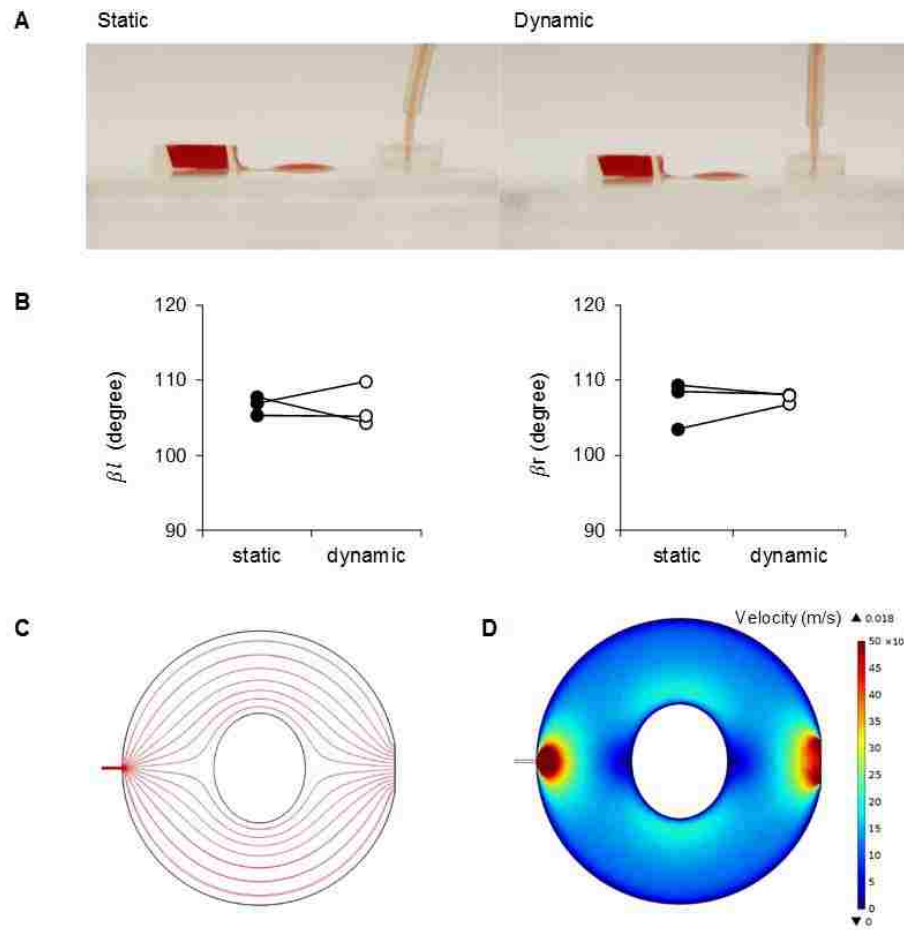 A
Static
Dynamic
B
120
110
100
90
βl (degree)
static
dynamic
120
110
100
90
βr (degree)
static
dynamic
C
D
Velocity (m/s)
▲ 0.018
50 ×10
45
40
35
30
25
20
15
10
5
0
▼ 0